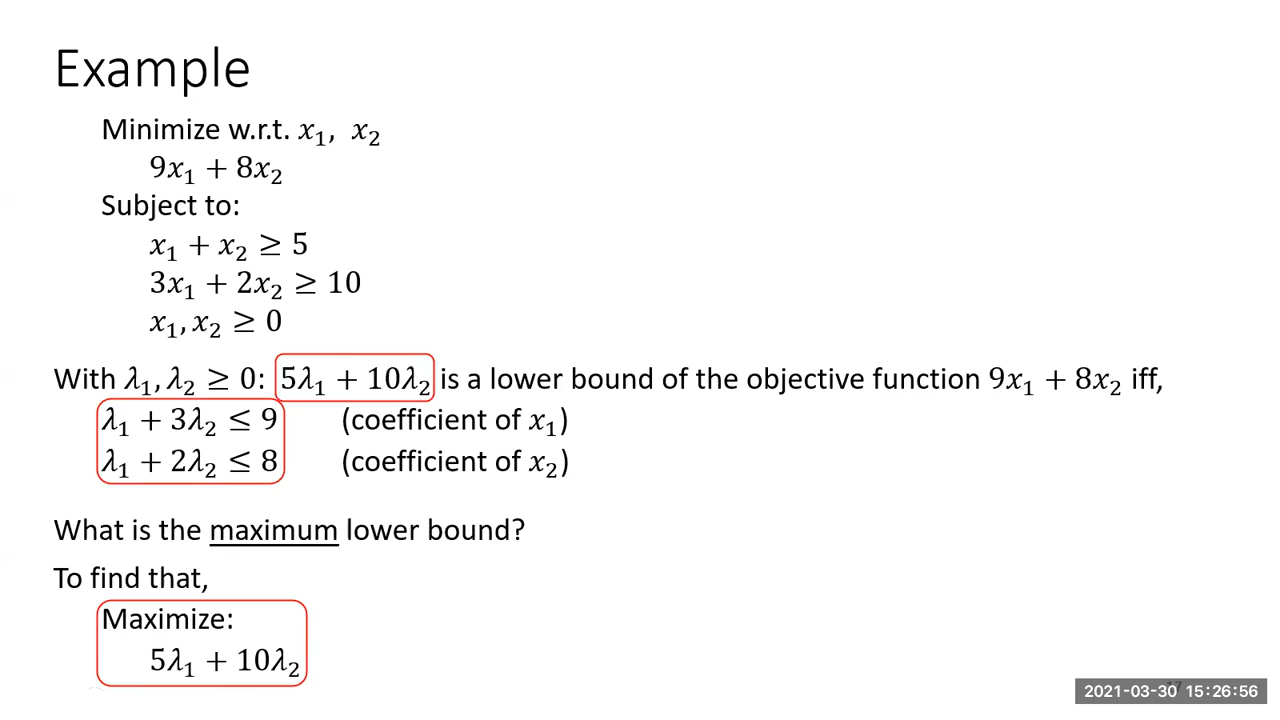 Example
Minimize w.r.t. x₁, x₂
9x₁ + 8x₂
Subject to:
x₁ + x₂ ≥ 5
3x₁ + 2x₂ ≥ 10
x₁, x₂ ≥ 0
With λ₁, λ₂ ≥ 0: 5λ₁ + 10λ₂ is a lower bound of the objective function 9x₁ + 8x₂ iff,
λ₁ + 3λ₂ ≤ 9 (coefficient of x₁)
λ₁ + 2λ₂ ≤ 8 (coefficient of x₂)
What is the maximum lower bound?
To find that,
Maximize:
5λ₁ + 10λ₂
2021-03-30 15:26:56